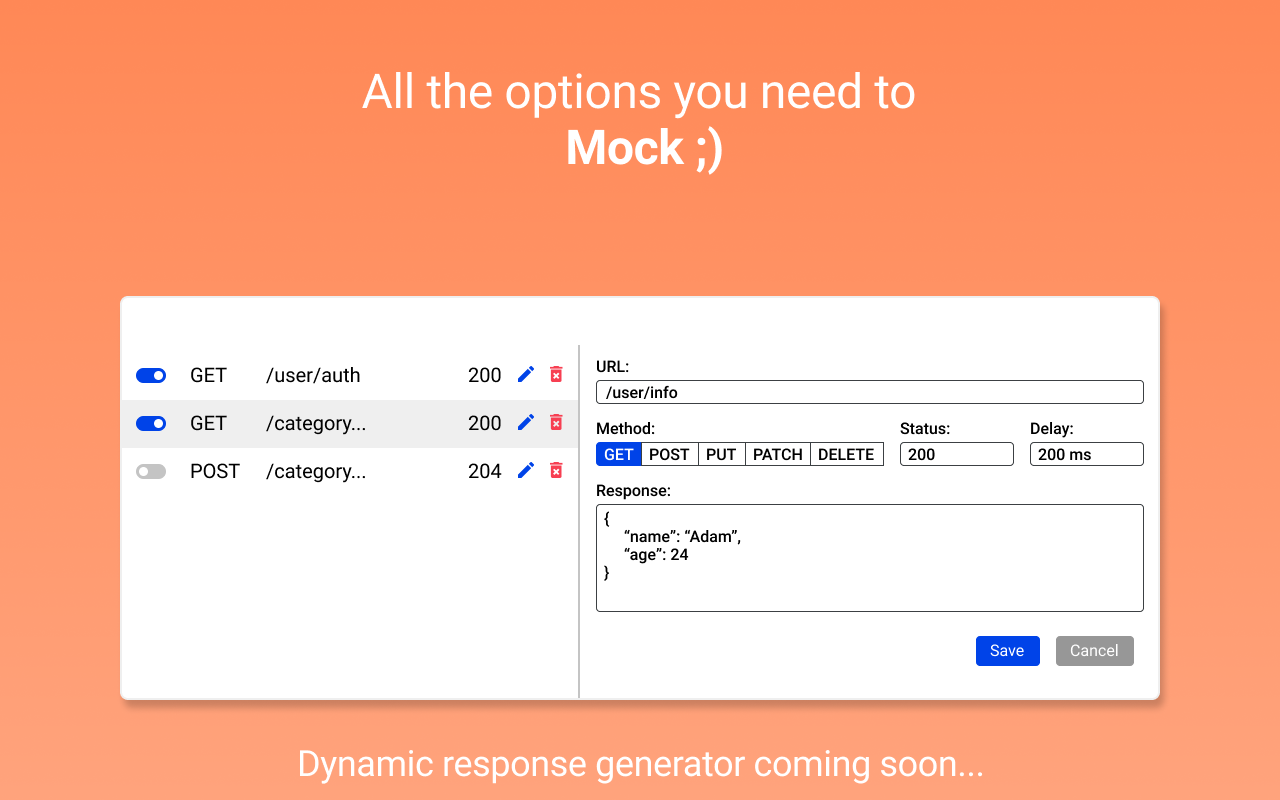 All the options you need to
Mock ;)
GET /user/auth 200
GET /category... 200
POST /category... 204
URL:
/user/info
Method: Status: Delay:
GET POST PUT PATCH DELETE 200 200 ms
Response:
{
“name”: “Adam”,
“age”: 24
}
Save Cancel
Dynamic response generator coming soon...